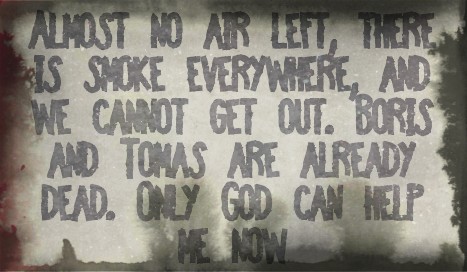 ALMOST NO AIR LEFT, THERE
IS SMOKE EVERYWHERE, AND
WE CANNOT GET OUT. BORIS
AND TOMAS ARE ALREADY
DEAD. ONLY GOD CAN HELP
ME NOW